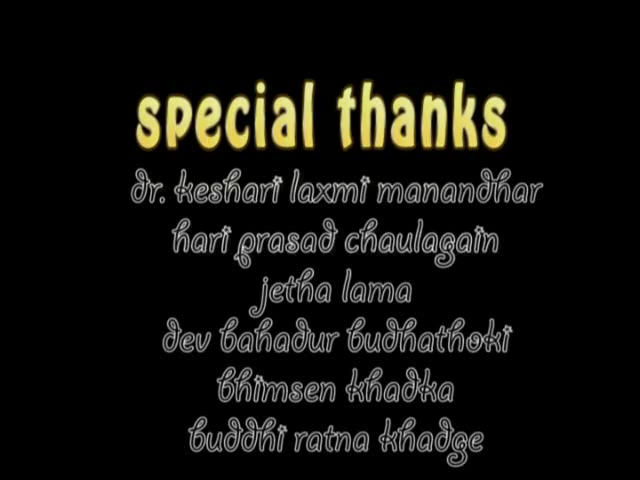 special thanks
dr. keshari laxmi manandhar
hari prasad chaulagain
jetha lama
dev bahadur budhathoki
bhimsen khadka
buddhi ratna khadge